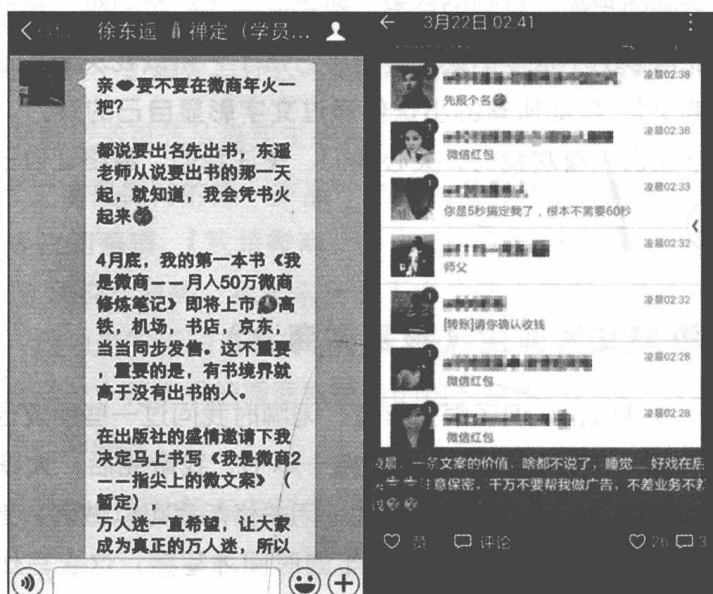 徐东遥
禅定（学员...
亲
要不要在微商年火一
把？
都说要出名先出书，东遥
老师从说要出书的那一天
起，就知道，我会凭书火
起来
4月底，我的第一本书《我
是微商——月入50万微商
修炼笔记》即将上市
高
铁，机场，书店，京东，
当当同步发售。这不重要
，重要的是，有书境界就
高于没有出书的人。
在出版社的盛情邀请下我
决定马上书写《我是微商2
——指尖上的微文案》（
暂定），
万人迷一直希望，让大家
成为真正的万人迷，所以
3月22日 02:41
凌晨02:38
先报个名
凌晨02:38
微信红包
凌晨02:33
你是5秒搞定我了，根本不需要60秒
凌晨02:32
师父
凌晨02:32
[转账]请你确认收钱
凌晨02:28
微信红包
凌晨02:28
微信红包
凌晨，一条文案的价值，啥都不说了，睡觉....好戏在后
注意保密，千万不要帮我做广告，不差业务不差
钱
赞
评论
26
3